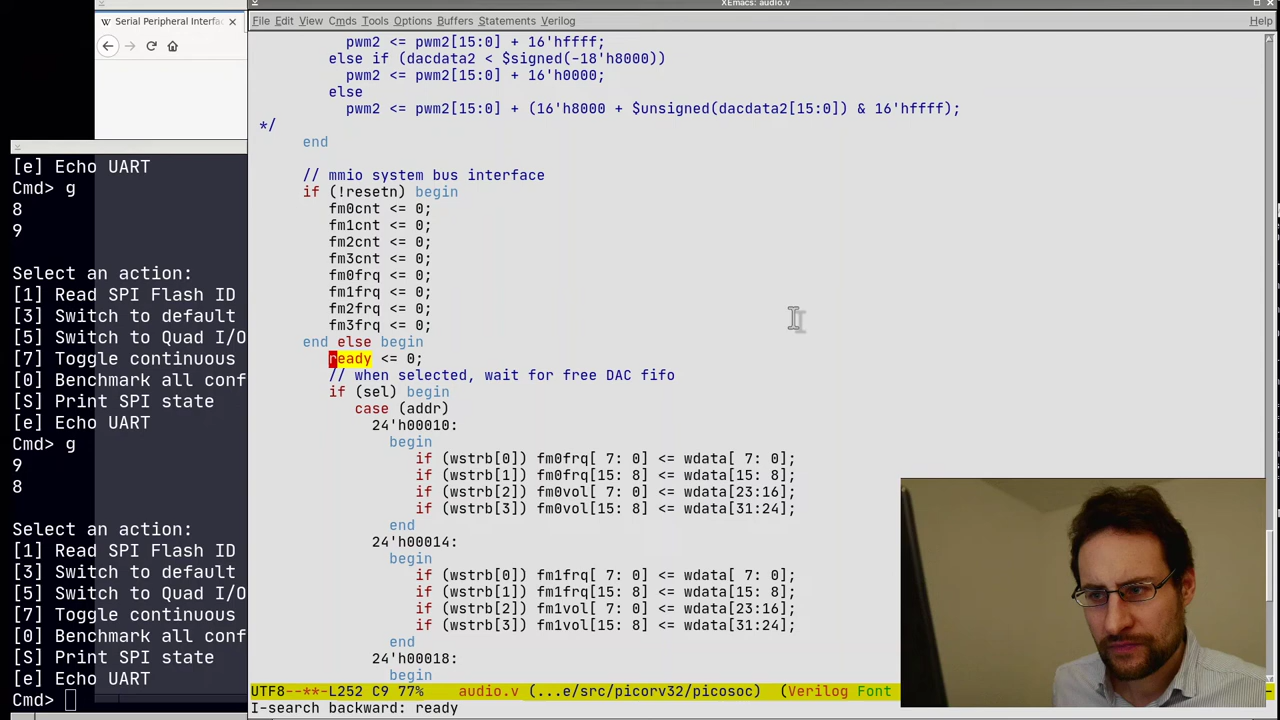 Serial Peripheral Interfa
XEmacs: audio.v
File Edit View Cmds Tools Options Buffers Statements Verilog Help
pwm2 <= pwm2[15:0] + 16'hffff;
else if (dacdata2 < $signed(-18'h8000))
pwm2 <= pwm2[15:0] + 16'h0000;
else
pwm2 <= pwm2[15:0] + (16'h8000 + $unsigned(dacdata2[15:0]) & 16'hffff);
*/
end
// mmio system bus interface
if (!resetn) begin
fm0cnt <= 0;
fm1cnt <= 0;
fm2cnt <= 0;
fm3cnt <= 0;
fm0frq <= 0;
fm1frq <= 0;
fm2frq <= 0;
fm3frq <= 0;
end else begin
ready <= 0;
// when selected, wait for free DAC fifo
if (sel) begin
case (addr)
24'h00010:
begin
if (wstrb[0]) fm0frq[ 7: 0] <= wdata[ 7: 0];
if (wstrb[1]) fm0frq[15: 8] <= wdata[15: 8];
if (wstrb[2]) fm0vol[ 7: 0] <= wdata[23:16];
if (wstrb[3]) fm0vol[15: 8] <= wdata[31:24];
end
24'h00014:
begin
if (wstrb[0]) fm1frq[ 7: 0] <= wdata[ 7: 0];
if (wstrb[1]) fm1frq[15: 8] <= wdata[15: 8];
if (wstrb[2]) fm1vol[ 7: 0] <= wdata[23:16];
if (wstrb[3]) fm1vol[15: 8] <= wdata[31:24];
end
24'h00018:
begin
UTF8--**-L252 C9 77% audio.v (...e/src/picorv32/picosoc) (Verilog Font
I-search backward: ready
[e] Echo UART
Cmd> g
8
9
Select an action:
[1] Read SPI Flash ID
[3] Switch to default
[5] Switch to Quad I/O
[7] Toggle continuous
[0] Benchmark all conf
[S] Print SPI state
[e] Echo UART
Cmd> g
9
8
Select an action:
[1] Read SPI Flash ID
[3] Switch to default
[5] Switch to Quad I/O
[7] Toggle continuous
[0] Benchmark all conf
[S] Print SPI state
[e] Echo UART
Cmd>